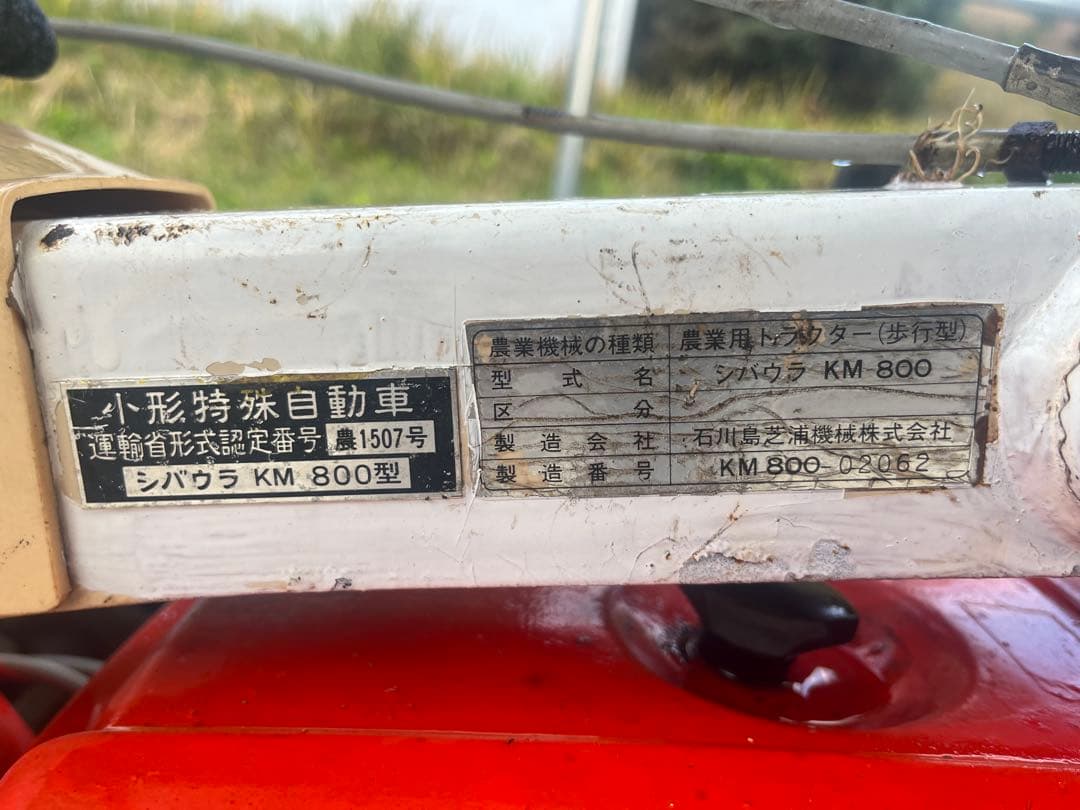 小形特殊自動車
運輸省形式認定番号 農1507号
シバウラ KM 800型
農業機械の種類 農業用トラクター(歩行型)
型式名 シバウラ KM 800
区分
製造会社 石川島芝浦機械株式会社
製造番号 KM 800-02062